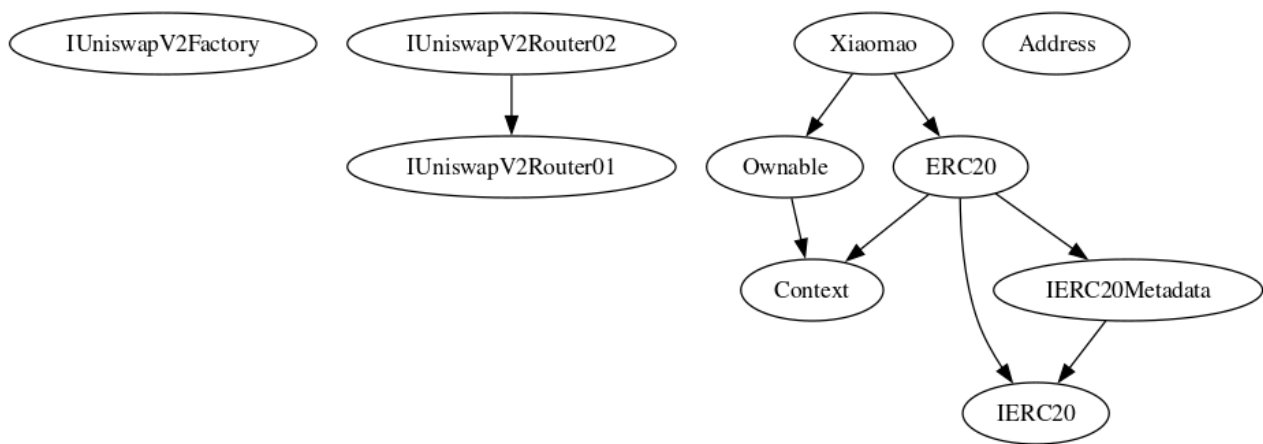 IUniswapV2Factory
IUniswapV2Router02
Xiaomao
Address
IUniswapV2Router01
Ownable
ERC20
Context
IERC20Metadata
IERC20